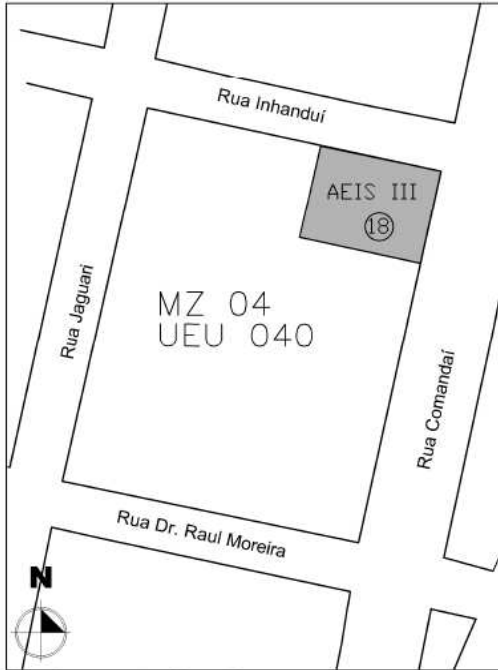 Rua Inhanduí
AEIS III
18
Rua Jaguari
MZ 04
UEU 040
Rua Comandaí
Rua Dr. Raul Moreira
N